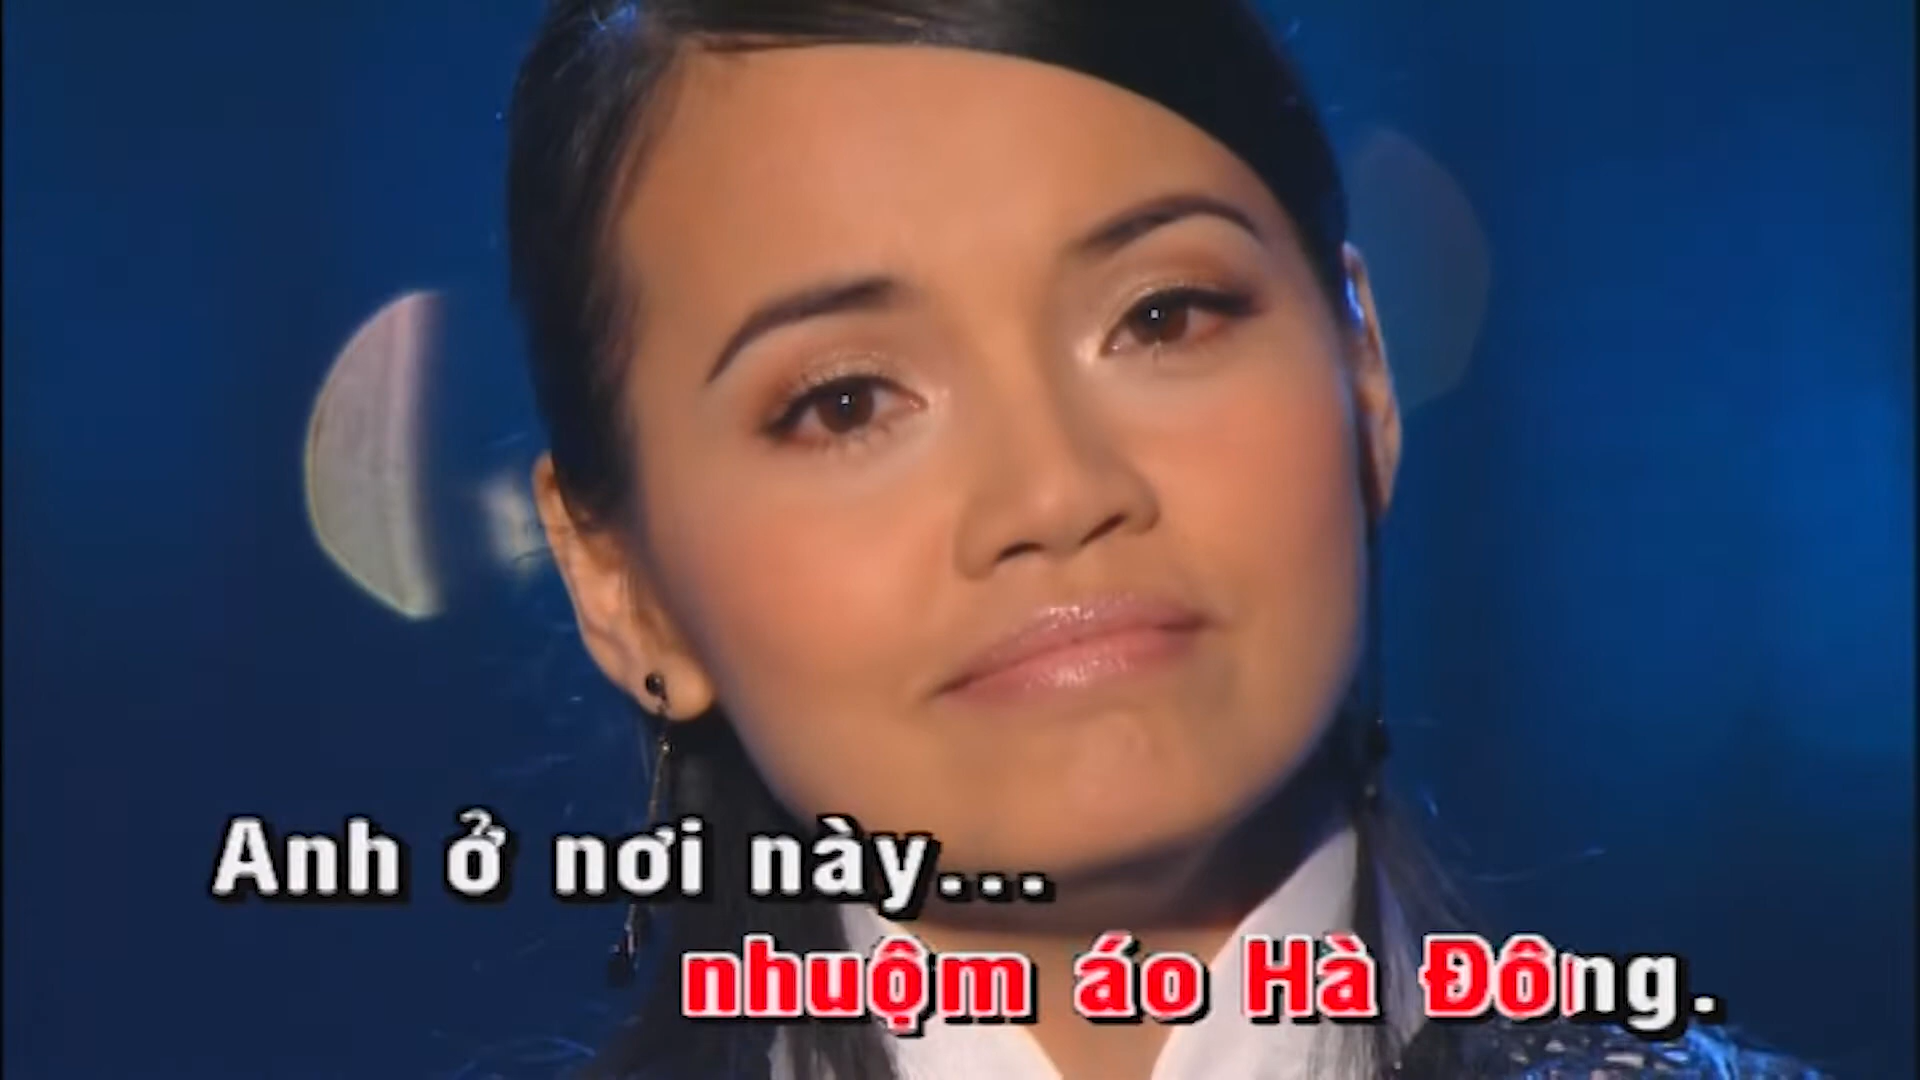 Anh ở nơi này...
nhuộm áo Hà Đông.